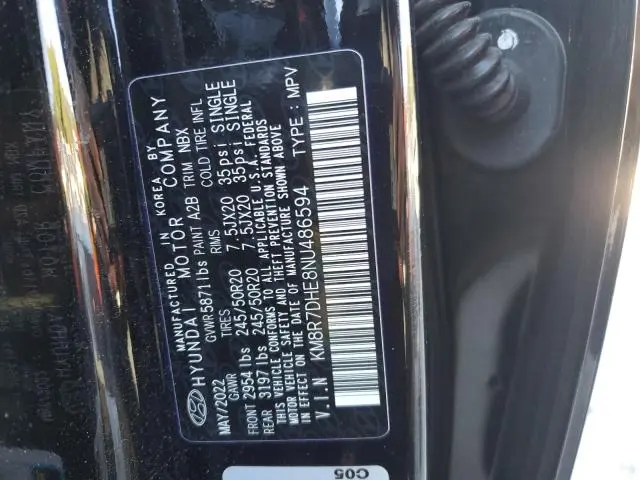 MANUFACTURED IN KOREA BY
HYUNDAI MOTOR COMPANY
MAY/2022 GVWR 5871 lbs PAINT A2B TRIM NBX
GAWR TIRES RIMS COLD TIRE INFL
FRONT 2954 lbs 245/50R20 7.5JX20 35psi SINGLE
REAR 3197 lbs 245/50R20 7.5JX20 35psi SINGLE
THIS VEHICLE CONFORMS TO ALL APPLICABLE U.S.A. FEDERAL
MOTOR VEHICLE SAFETY AND THEFT PREVENTION STANDARDS
IN EFFECT ON THE DATE OF MANUFACTURE SHOWN ABOVE
V.I.N KM8R7DHE8NU486594 TYPE : MPV
C05